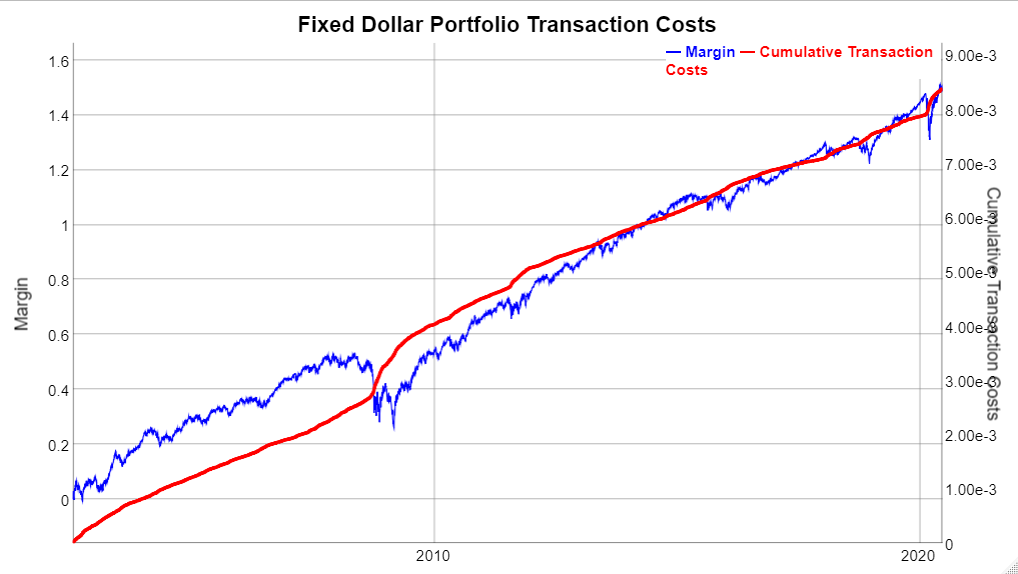 Fixed Dollar Portfolio Transaction Costs
Margin Cumulative Transaction
Costs
1.6
1.4
1.2
1
0.8
0.6
0.4
0.2
0
Margin
9.00e-3
8.00e-3
7.00e-3
6.00e-3
5.00e-3
4.00e-3
3.00e-3
2.00e-3
1.00e-3
0
Cumulative Transaction Costs
2010
2020